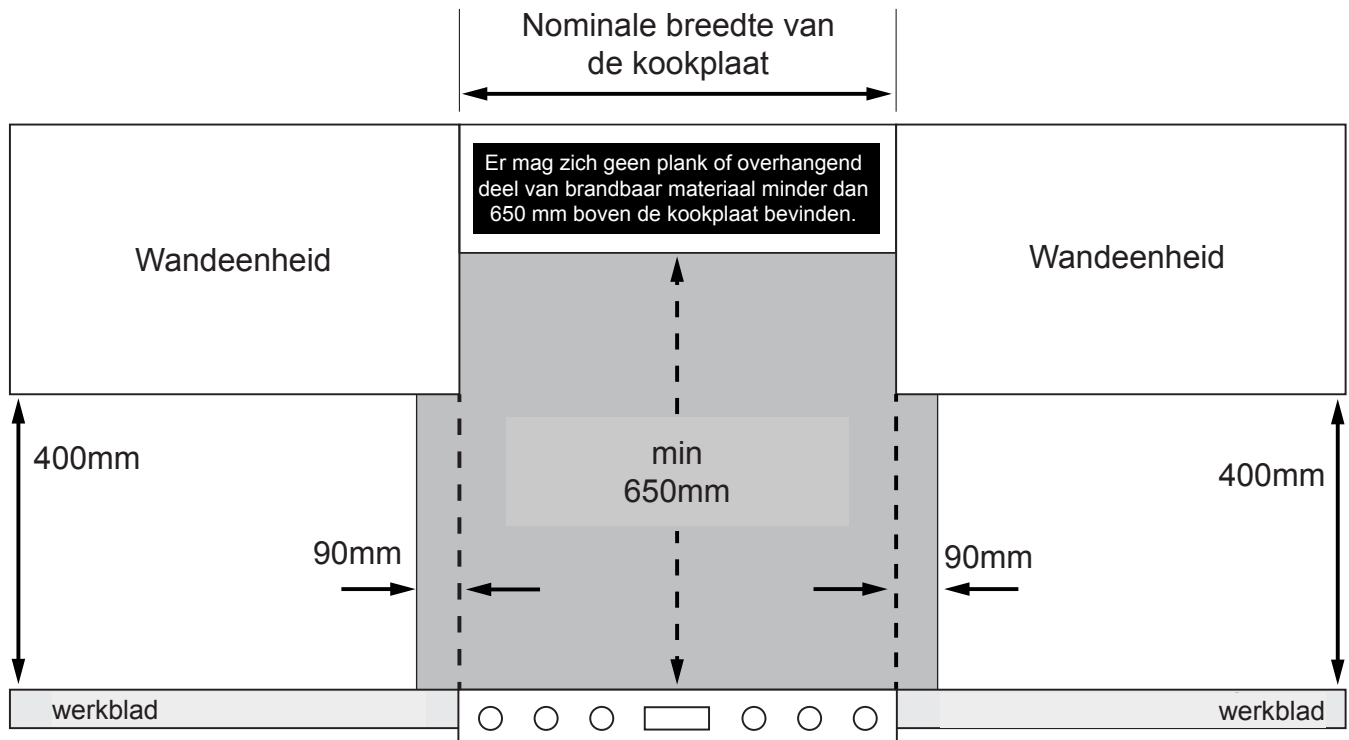 Nominale breedte van
de kookplaat
Er mag zich geen plank of overhangend
deel van brandbaar materiaal minder dan
650 mm boven de kookplaat bevinden.
Wandeenheid
Wandeenheid
400mm
min
650mm
400mm
90mm
90mm
werkblad
werkblad